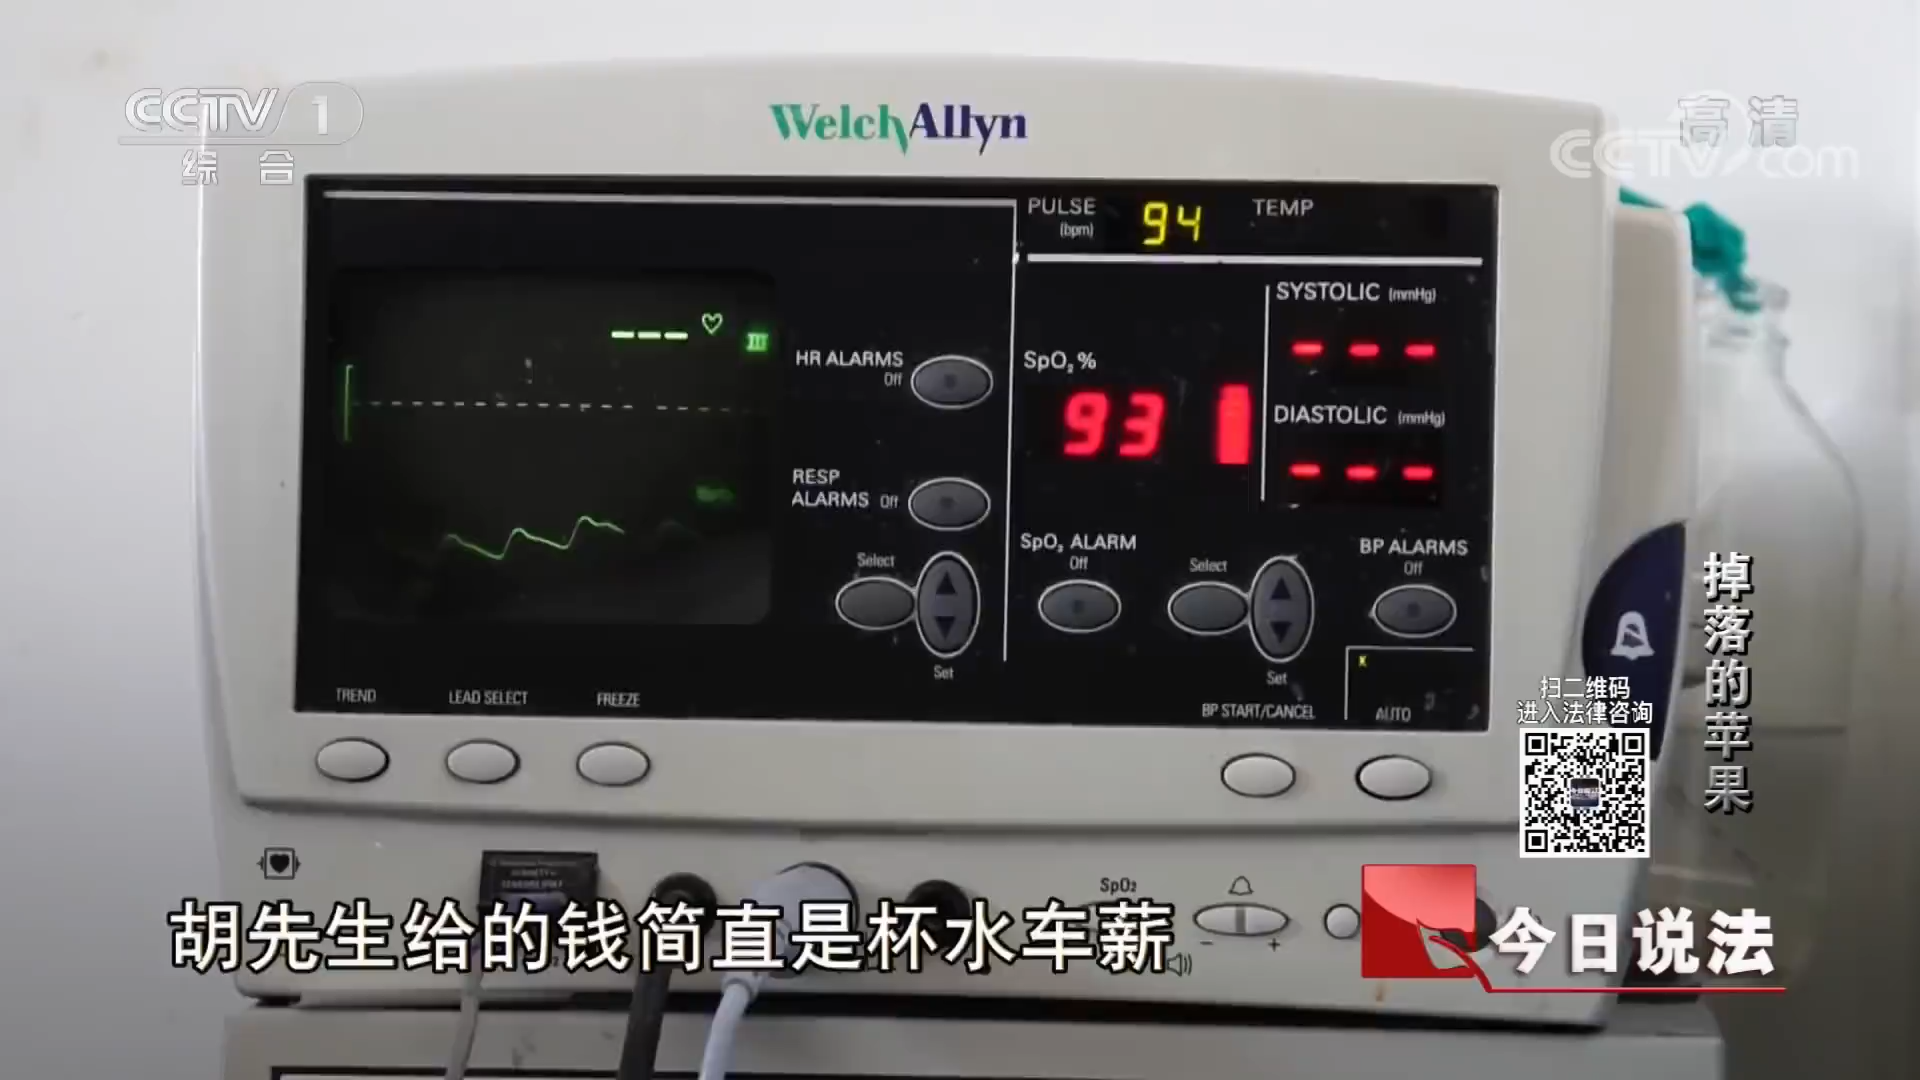 CCTV 1
综合
高清
CCTV.com
WelchAllyn
PULSE
(bpm)
94
TEMP
SYSTOLIC (mmHg)
---
DIASTOLIC (mmHg)
---
SpO₂%
93
--- ♡ III
HR ALARMS
Off
RESP
ALARMS Off
Select
Set
SpO₂ ALARM
Off
Select
Set
BP ALARMS
Off
TREND
LEAD SELECT
FREEZE
BP START/CANCEL
x
AUTO
掉落的苹果
扫二维码
进入法律咨询
SpO₂
- +
胡先生给的钱简直是杯水车薪
今日说法